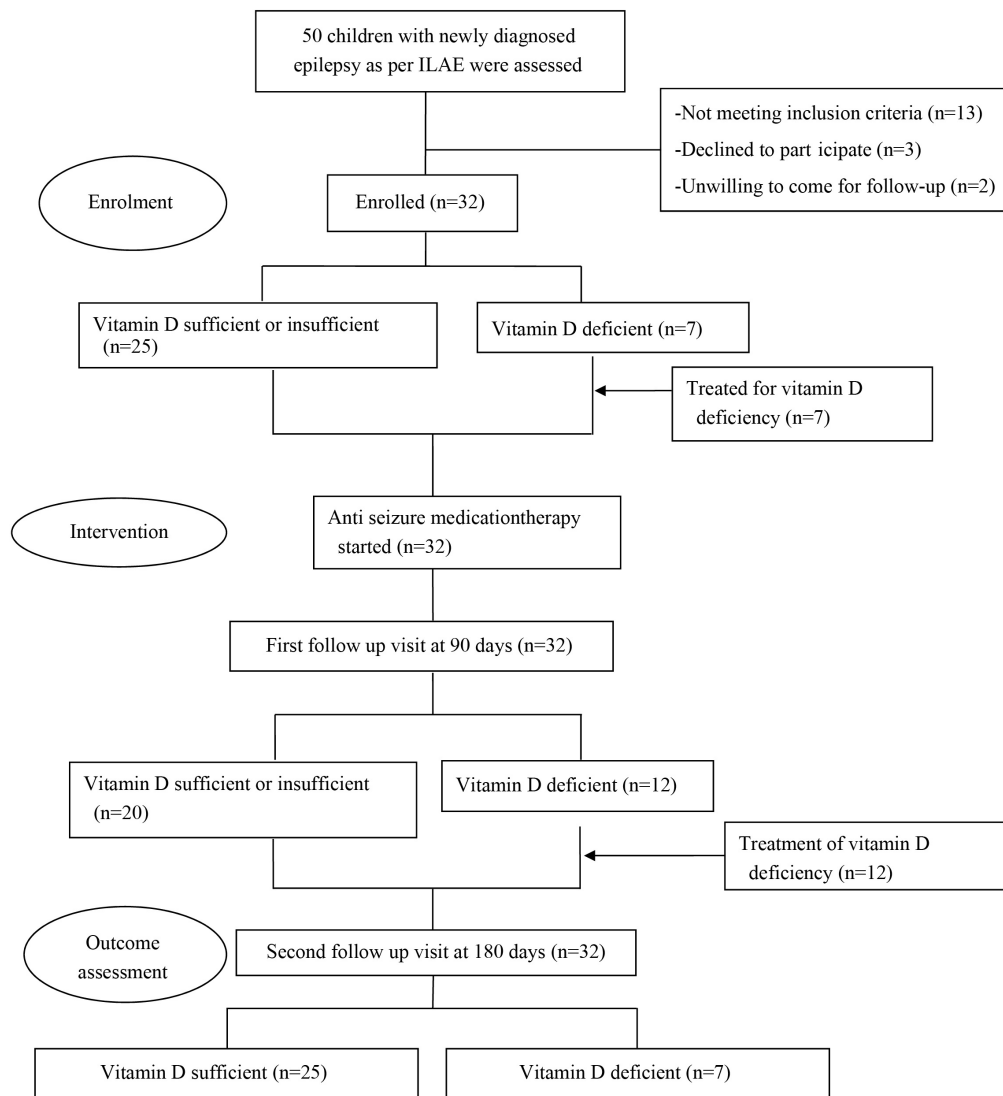 50 children with newly diagnosed
epilepsy as per ILAE were assessed
-Not meeting inclusion criteria (n=13)
-Declined to part icipate (n=3)
-Unwilling to come for follow-up (n=2)
Enrolment
Enrolled (n=32)
Vitamin D sufficient or insufficient
(n=25)
Vitamin D deficient (n=7)
Treated for vitamin D
deficiency (n=7)
Intervention
Anti seizure medicationtherapy
started (n=32)
First follow up visit at 90 days (n=32)
Vitamin D sufficient or insufficient
(n=20)
Vitamin D deficient (n=12)
Treatment of vitamin D
deficiency (n=12)
Outcome
assessment
Second follow up visit at 180 days (n=32)
Vitamin D sufficient (n=25)
Vitamin D deficient (n=7)